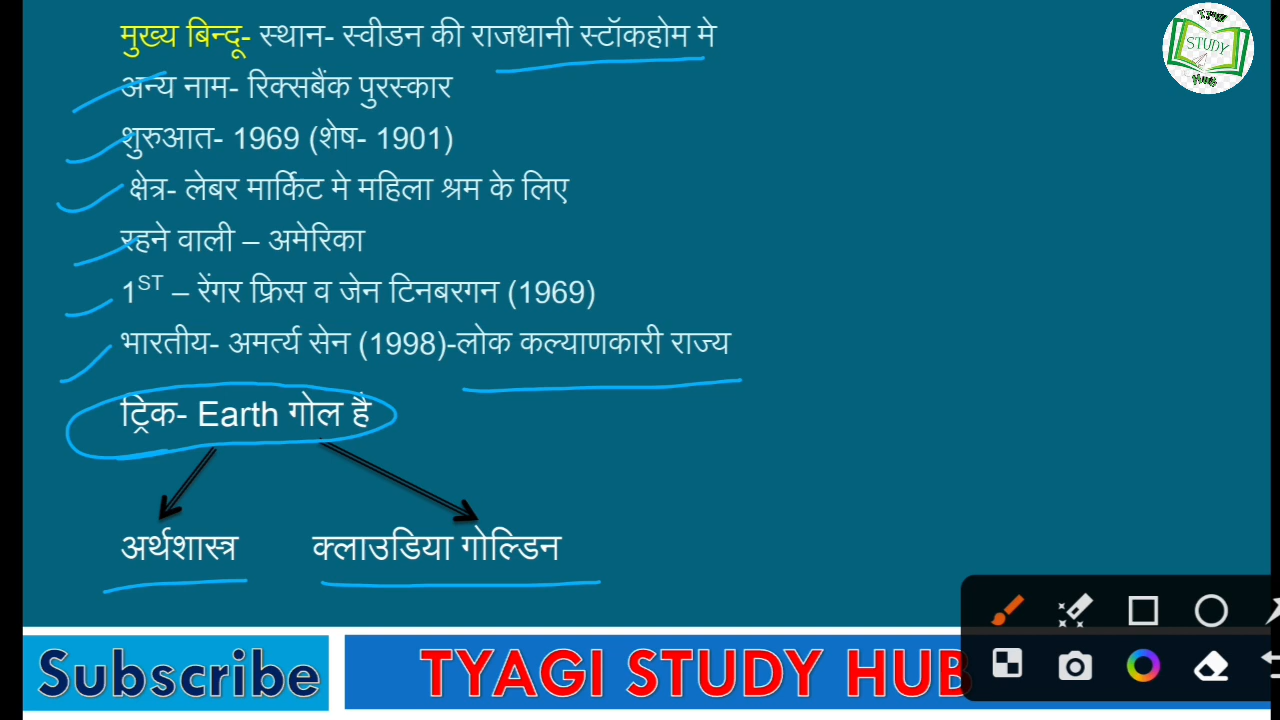 मुख्य बिन्दू- स्थान- स्वीडन की राजधानी स्टॉकहोम मे
अन्य नाम- रिक्सबैंक पुरस्कार
शुरुआत- 1969 (शेष- 1901)
क्षेत्र- लेबर मार्किट मे महिला श्रम के लिए
रहने वाली – अमेरिका
1ST – रेंगर फ्रिस व जेन टिनबरगन (1969)
भारतीय- अमर्त्य सेन (1998)-लोक कल्याणकारी राज्य
ट्रिक- Earth गोल है
अर्थशास्त्र क्लाउडिया गोल्डिन
STUDY
Subscribe TYAGI STUDY HUB